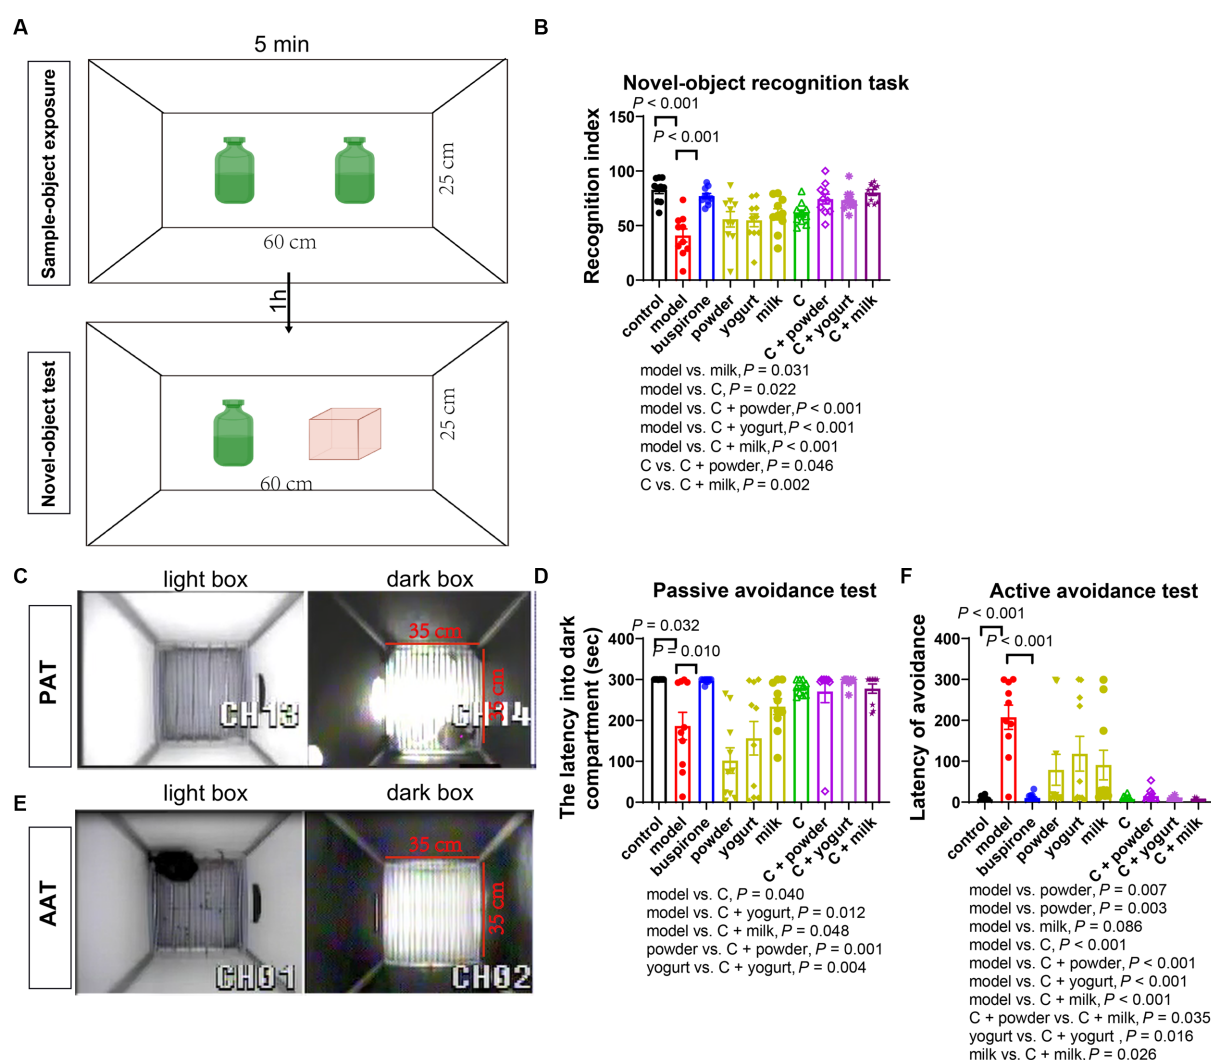 A
5 min
Sample-object exposure
25 cm
60 cm
1h
Novel-object test
25 cm
60 cm
B
Novel-object recognition task
P < 0.001
P < 0.001
Recognition index
150
100
50
0
control
model
buspirone
powder
yogurt
milk
C
C + powder
C + yogurt
C + milk
model vs. milk, P = 0.031
model vs. C, P = 0.022
model vs. C + powder, P < 0.001
model vs. C + yogurt, P < 0.001
model vs. C + milk, P < 0.001
C vs. C + powder, P = 0.046
C vs. C + milk, P = 0.002
C
light box
dark box
PAT
35 cm
35 cm
CH13
CH14
E
light box
dark box
AAT
35 cm
35 cm
CH01
CH02
D
Passive avoidance test
P = 0.032
P = 0.010
The latency into dark
compartment (sec)
400
300
200
100
0
control
model
buspirone
powder
yogurt
milk
C
C + powder
C + yogurt
C + milk
model vs. C, P = 0.040
model vs. C + yogurt, P = 0.012
model vs. C + milk, P = 0.048
powder vs. C + powder, P = 0.001
yogurt vs. C + yogurt, P = 0.004
F
Active avoidance test
P < 0.001
P < 0.001
Latency of avoidance
400
300
200
100
0
control
model
buspirone
powder
yogurt
milk
C
C + powder
C + yogurt
C + milk
model vs. powder, P = 0.007
model vs. powder, P = 0.003
model vs. milk, P = 0.086
model vs. C, P < 0.001
model vs. C + powder, P < 0.001
model vs. C + yogurt, P < 0.001
model vs. C + milk, P < 0.001
C + powder vs. C + milk, P = 0.035
yogurt vs. C + yogurt , P = 0.016
milk vs. C + milk, P = 0.026